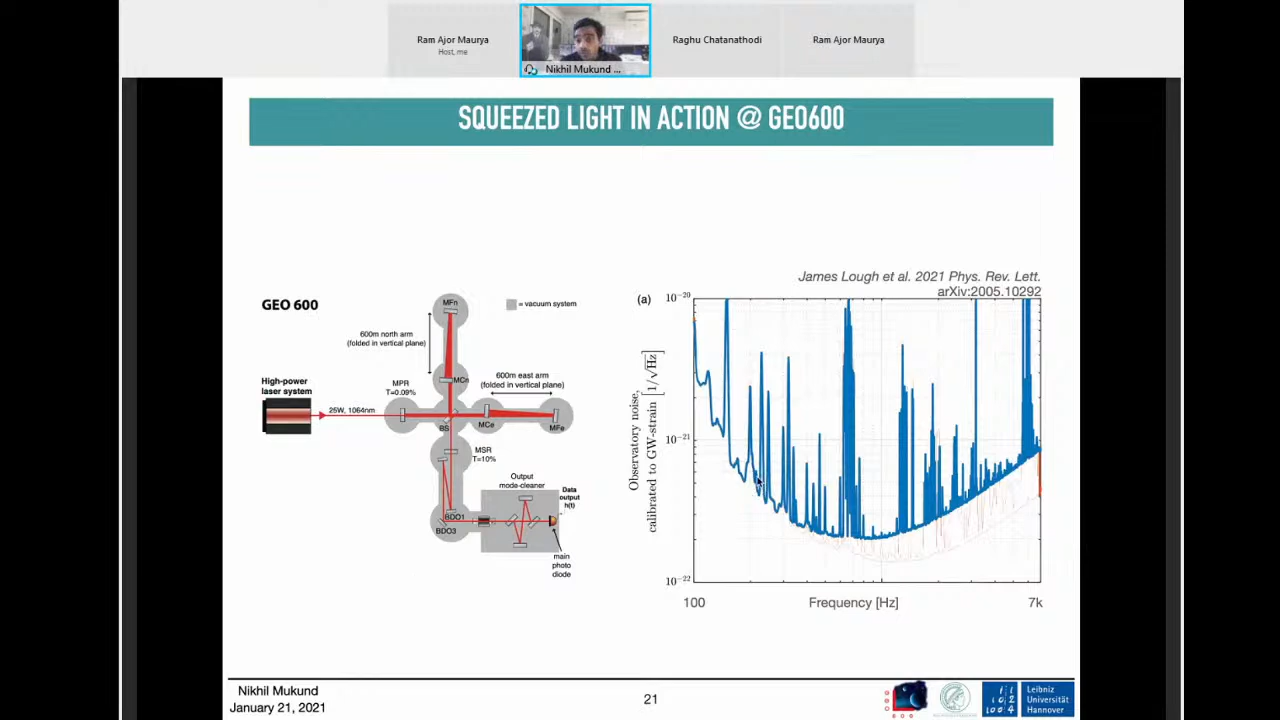 Ram Ajor Maurya
Host, me
Nikhil Mukund ...
Raghu Chatanathodi
Ram Ajor Maurya
SQUEEZED LIGHT IN ACTION @ GEO600
James Lough et al. 2021 Phys. Rev. Lett.
arXiv:2005.10292
GEO 600
= vacuum system
MFn
600m north arm
(folded in vertical plane)
MCn
600m east arm
(folded in vertical plane)
High-power
laser system
25W, 1064nm
MPR
T=0.09%
BS
MCe
MFe
MSR
T=10%
BDO1
BDO3
Output
mode-cleaner
Data
output
h(t)
main
photo
diode
(a)
Observatory noise,
calibrated to GW-strain [1/√Hz]
10⁻²⁰
10⁻²¹
10⁻²²
100
Frequency [Hz]
7k
Nikhil Mukund
January 21, 2021
21
Leibniz
Universität
Hannover